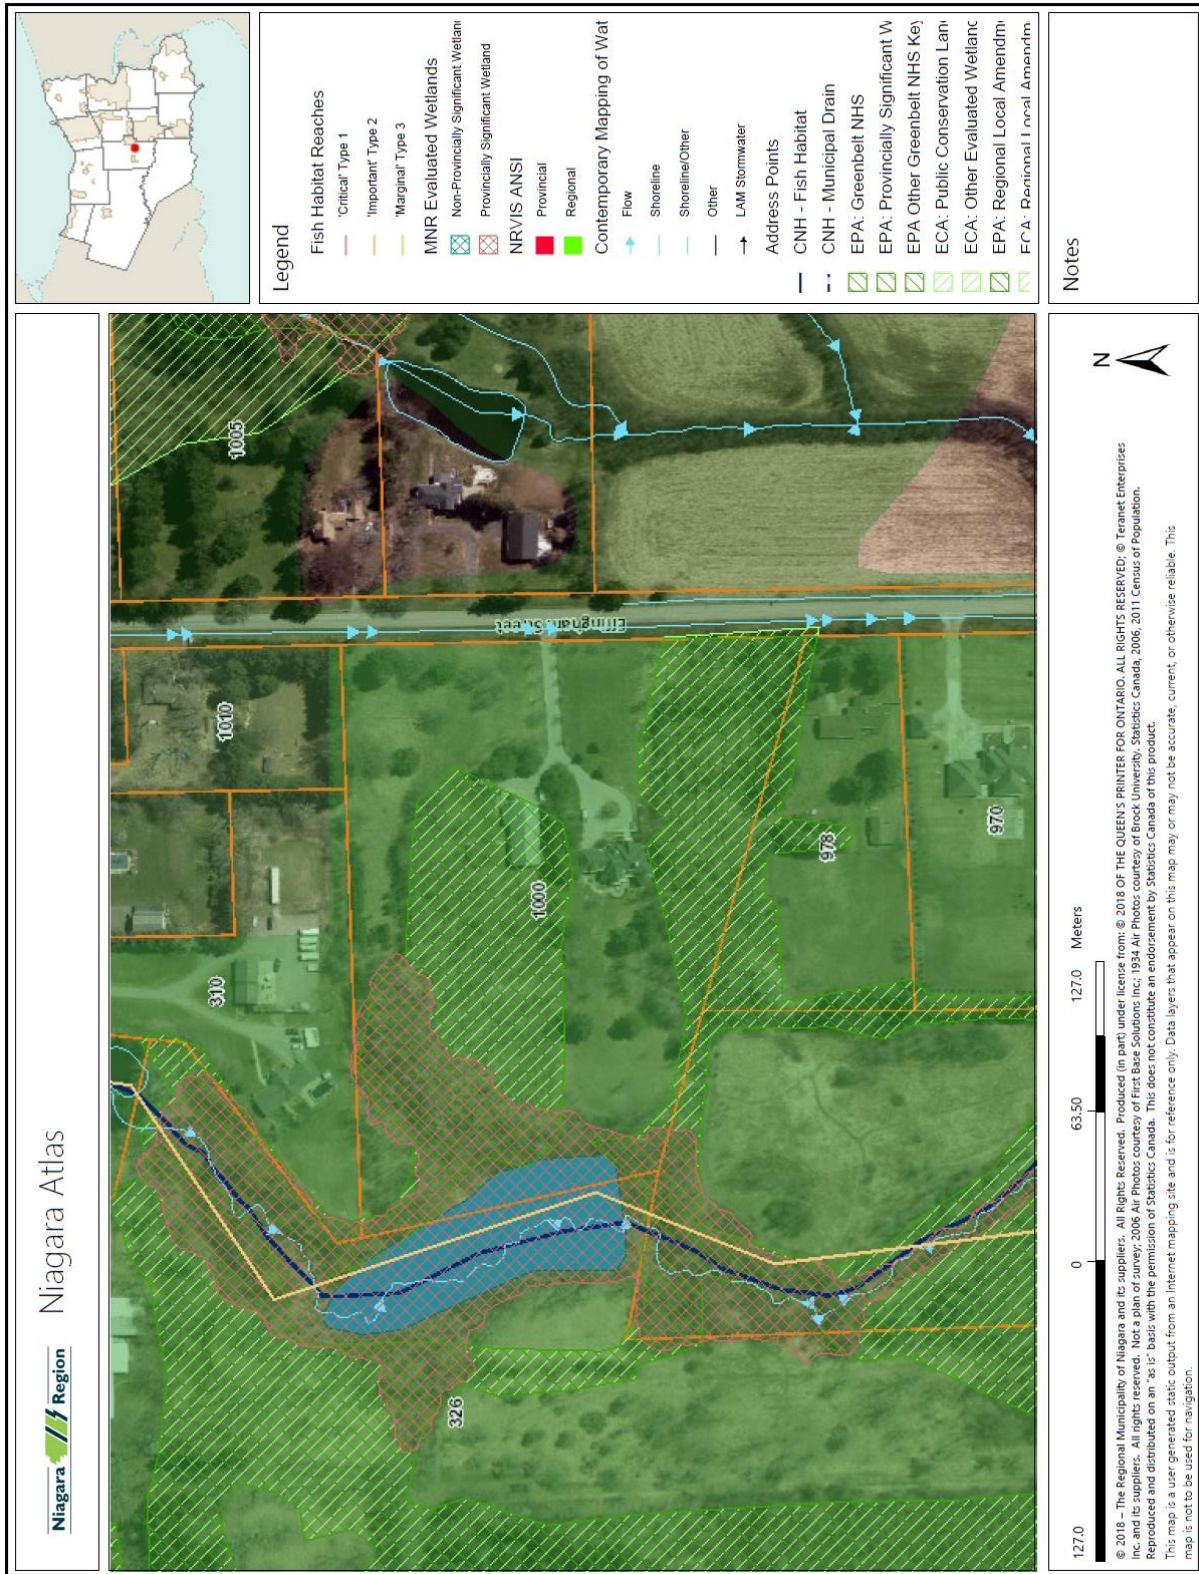 Niagara Region
Niagara Atlas
1005
1010
310
1000
Effingham Street
978
970
326
Legend
Fish Habitat Reaches
'Critical' Type 1
'Important' Type 2
'Marginal' Type 3
MNR Evaluated Wetlands
Non-Provincially Significant Wetlan
Provincially Significant Wetland
NRVIS ANSI
Provincial
Regional
Contemporary Mapping of Wat
Flow
Shoreline
Shoreline/Other
Other
LAM Stormwater
Address Points
CNH - Fish Habitat
CNH - Municipal Drain
EPA: Greenbelt NHS
EPA: Provincially Significant W
EPA Other Greenbelt NHS Key
ECA: Public Conservation Lan
ECA: Other Evaluated Wetland
EPA: Regional Local Amendm
ECA: Regional Local Amendm
127.0 0 63.50 127.0 Meters
N
© 2018 – The Regional Municipality of Niagara and its suppliers. All Rights Reserved. Produced (in part) under license from: © 2018 OF THE QUEEN'S PRINTER FOR ONTARIO. ALL RIGHTS RESERVED; © Teranet Enterprises
Inc. and its suppliers. All rights reserved. Not a plan of survey; 2006 Air Photos courtesy of First Base Solutions Inc.; 1934 Air Photos courtesy of Brock University. Statistics Canada, 2006, 2011 Census of Population.
Reproduced and distributed on an "as is" basis with the permission of Statistics Canada. This does not constitute an endorsement by Statistics Canada of this product.
This map is a user generated static output from an Internet mapping site and is for reference only. Data layers that appear on this map may or may not be accurate, current, or otherwise reliable. This
map is not to be used for navigation.
Notes